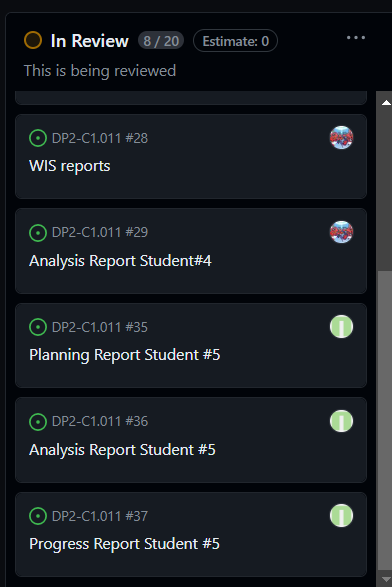 In Review 8 / 20 Estimate: 0 ...
This is being reviewed
DP2-C1.011 #28
WIS reports
DP2-C1.011 #29
Analysis Report Student#4
DP2-C1.011 #35
Planning Report Student #5
DP2-C1.011 #36
Analysis Report Student #5
DP2-C1.011 #37
Progress Report Student #5